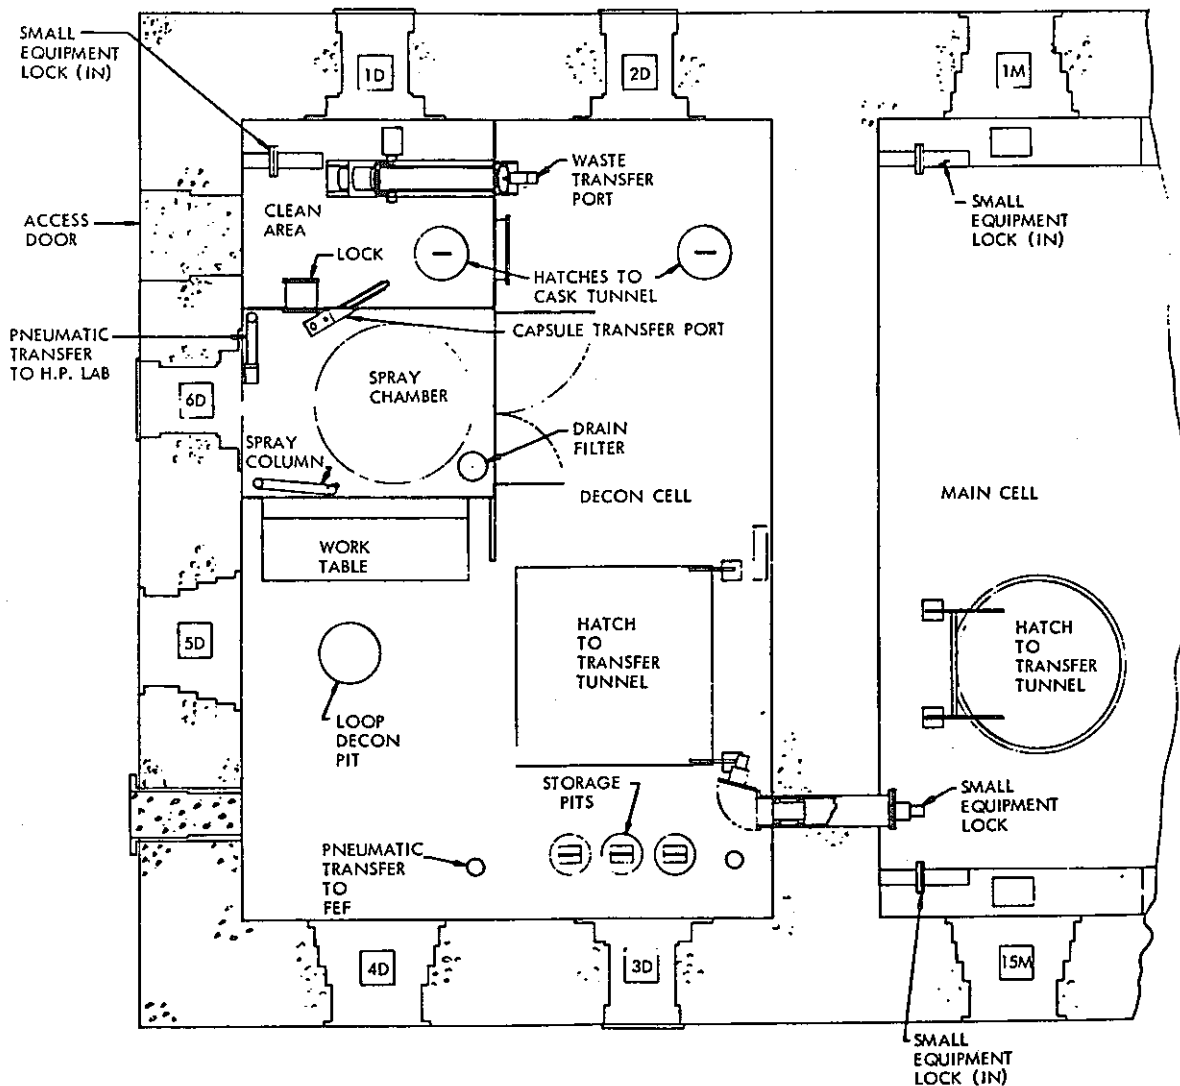 SMALL
EQUIPMENT
LOCK (IN)
1D
2D
1M
WASTE
TRANSFER
PORT
SMALL
EQUIPMENT
LOCK (IN)
ACCESS
DOOR
CLEAN
AREA
LOCK
HATCHES TO
CASK TUNNEL
CAPSULE TRANSFER PORT
PNEUMATIC
TRANSFER
TO H.P. LAB
6D
SPRAY
CHAMBER
SPRAY
COLUMN
DRAIN
FILTER
DECON CELL
MAIN CELL
WORK
TABLE
5D
HATCH
TO
TRANSFER
TUNNEL
HATCH
TO
TRANSFER
TUNNEL
LOOP
DECON
PIT
STORAGE
PITS
SMALL
EQUIPMENT
LOCK
PNEUMATIC
TRANSFER
TO
FEF
4D
3D
15M
SMALL
EQUIPMENT
LOCK (IN)